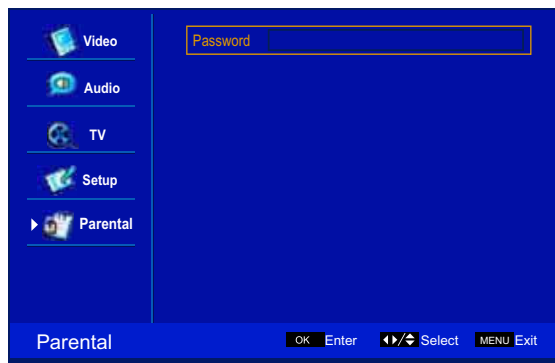 Video
Password
Audio
TV
Setup
Parental
Parental OK Enter Select MENU Exit